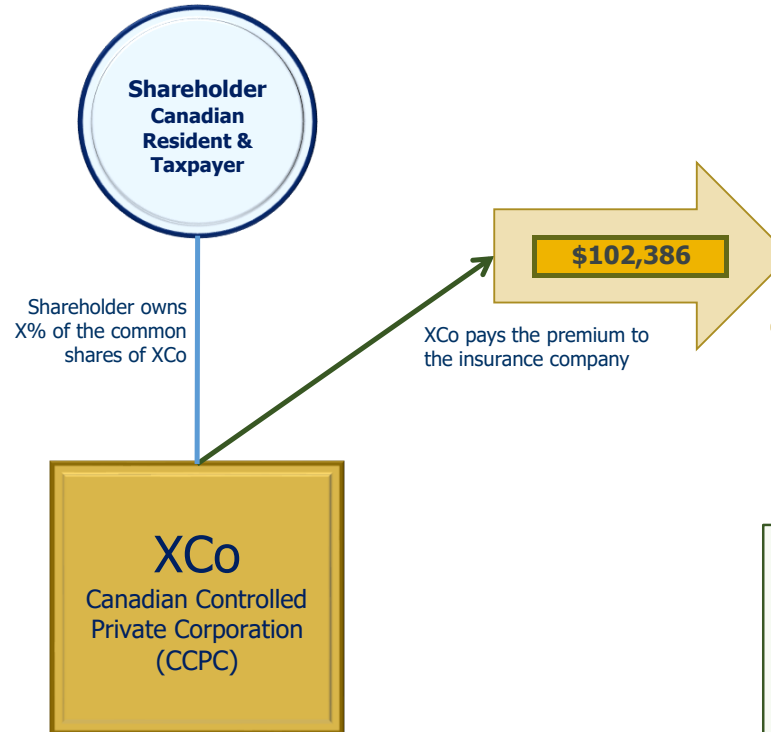 Shareholder
Canadian
Resident &
Taxpayer
$102,386
Shareholder owns
X% of the common
shares of XCo
XCo pays the premium to
the insurance company
XCo
Canadian Controlled
Private Corporation
(CCPC)